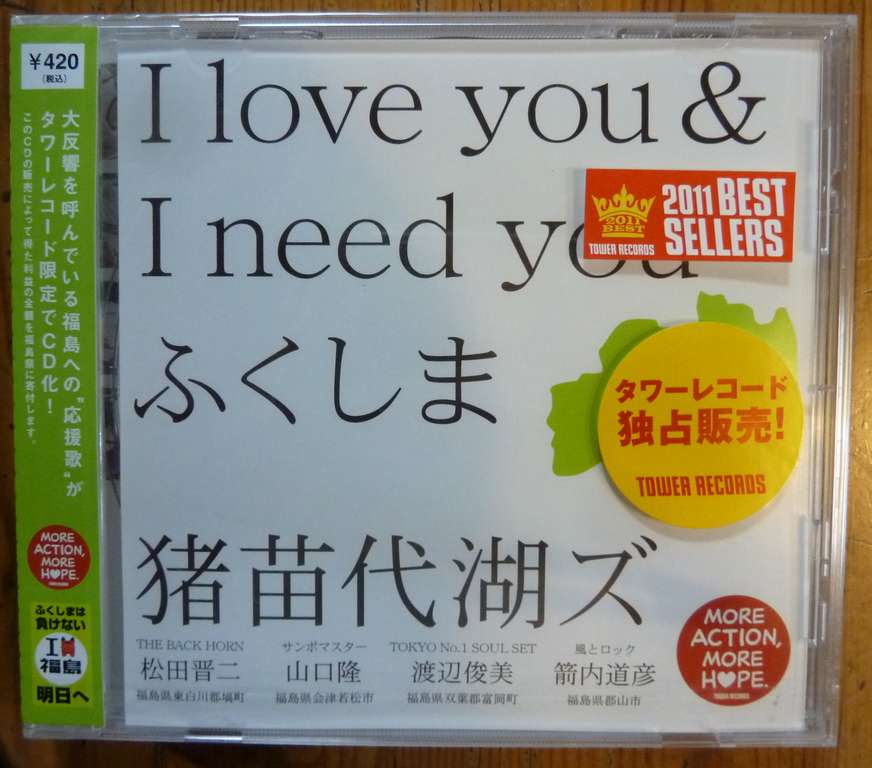 ¥420
(税込)
大反響を呼んでいる福島への"応援歌"が
タワーレコード限定でCD化!
このCDの販売によって得た利益の全額を福島県に寄付します。
MORE
ACTION,
MORE
H♥PE.
TOWER RECORDS
ふくしまは
負けない
I
福島
明日へ
I love you &
I need you
ふくしま
2011
BEST
TOWER RECORDS
2011 BEST
SELLERS
タワーレコード
独占販売!
TOWER RECORDS
猪苗代湖ズ
THE BACK HORN
松田晋二
福島県東白川郡塙町
サンボマスター
山口隆
福島県会津若松市
TOKYO No.1 SOUL SET
渡辺俊美
福島県双葉郡富岡町
風とロック
箭内道彦
福島県郡山市
MORE
ACTION,
MORE
H♥PE.
TOWER RECORDS